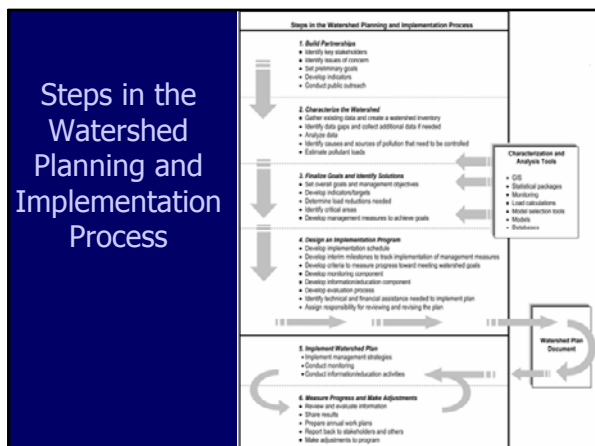 Steps in the
Watershed
Planning and
Implementation
Process
Steps in the Watershed Planning and Implementation Process
1. Build Partnerships
● Identify key stakeholders
● Identify issues of concern
● Set preliminary goals
● Develop indicators
● Conduct public outreach
2. Characterize the Watershed
● Gather existing data and create a watershed inventory
● Identify data gaps and collect additional data if needed
● Analyze data
● Identify causes and sources of pollution that need to be controlled
● Estimate pollutant loads
3. Finalize Goals and Identify Solutions
● Set overall goals and management objectives
● Develop indicators/targets
● Determine load reductions needed
● Identify critical areas
● Develop management measures to achieve goals
Characterization and
Analysis Tools
● GIS
● Statistical packages
● Monitoring
● Load calculations
● Model selection tools
● Models
● Databases
4. Design an Implementation Program
● Develop implementation schedule
● Develop interim milestones to track implementation of management measures
● Develop criteria to measure progress toward meeting watershed goals
● Develop monitoring component
● Develop information/education component
● Develop evaluation process
● Identify technical and financial assistance needed to implement plan
● Assign responsibility for reviewing and revising the plan
Watershed Plan
Document
5. Implement Watershed Plan
● Implement management strategies
● Conduct monitoring
● Conduct information/education activities
6. Measure Progress and Make Adjustments
● Review and evaluate information
● Share results
● Prepare annual work plans
● Report back to stakeholders and others
● Make adjustments to program